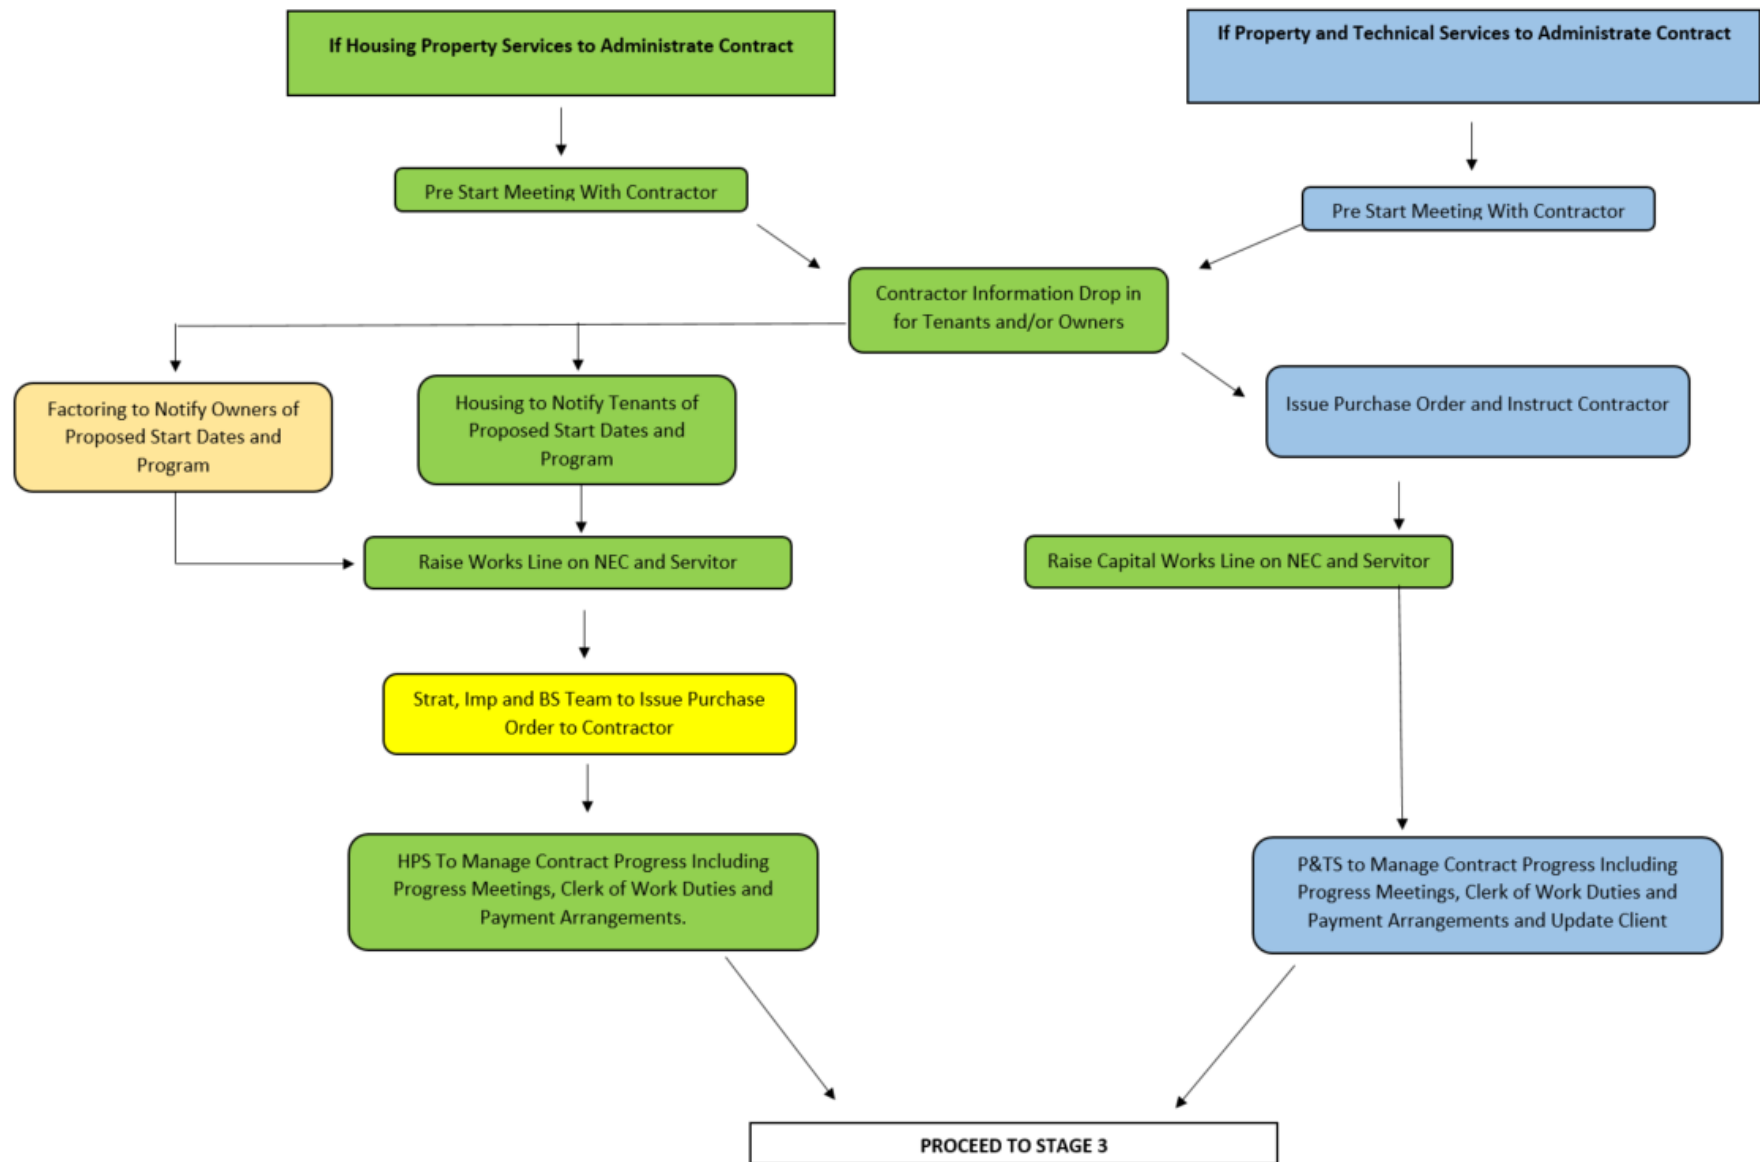 If Housing Property Services to Administrate Contract
If Property and Technical Services to Administrate Contract
Pre Start Meeting With Contractor
Pre Start Meeting With Contractor
Contractor Information Drop in
for Tenants and/or Owners
Factoring to Notify Owners of
Proposed Start Dates and
Program
Housing to Notify Tenants of
Proposed Start Dates and
Program
Issue Purchase Order and Instruct Contractor
Raise Works Line on NEC and Servitor
Raise Capital Works Line on NEC and Servitor
Strat, Imp and BS Team to Issue Purchase
Order to Contractor
HPS To Manage Contract Progress Including
Progress Meetings, Clerk of Work Duties and
Payment Arrangements.
P&TS to Manage Contract Progress Including
Progress Meetings, Clerk of Work Duties and
Payment Arrangements and Update Client
PROCEED TO STAGE 3